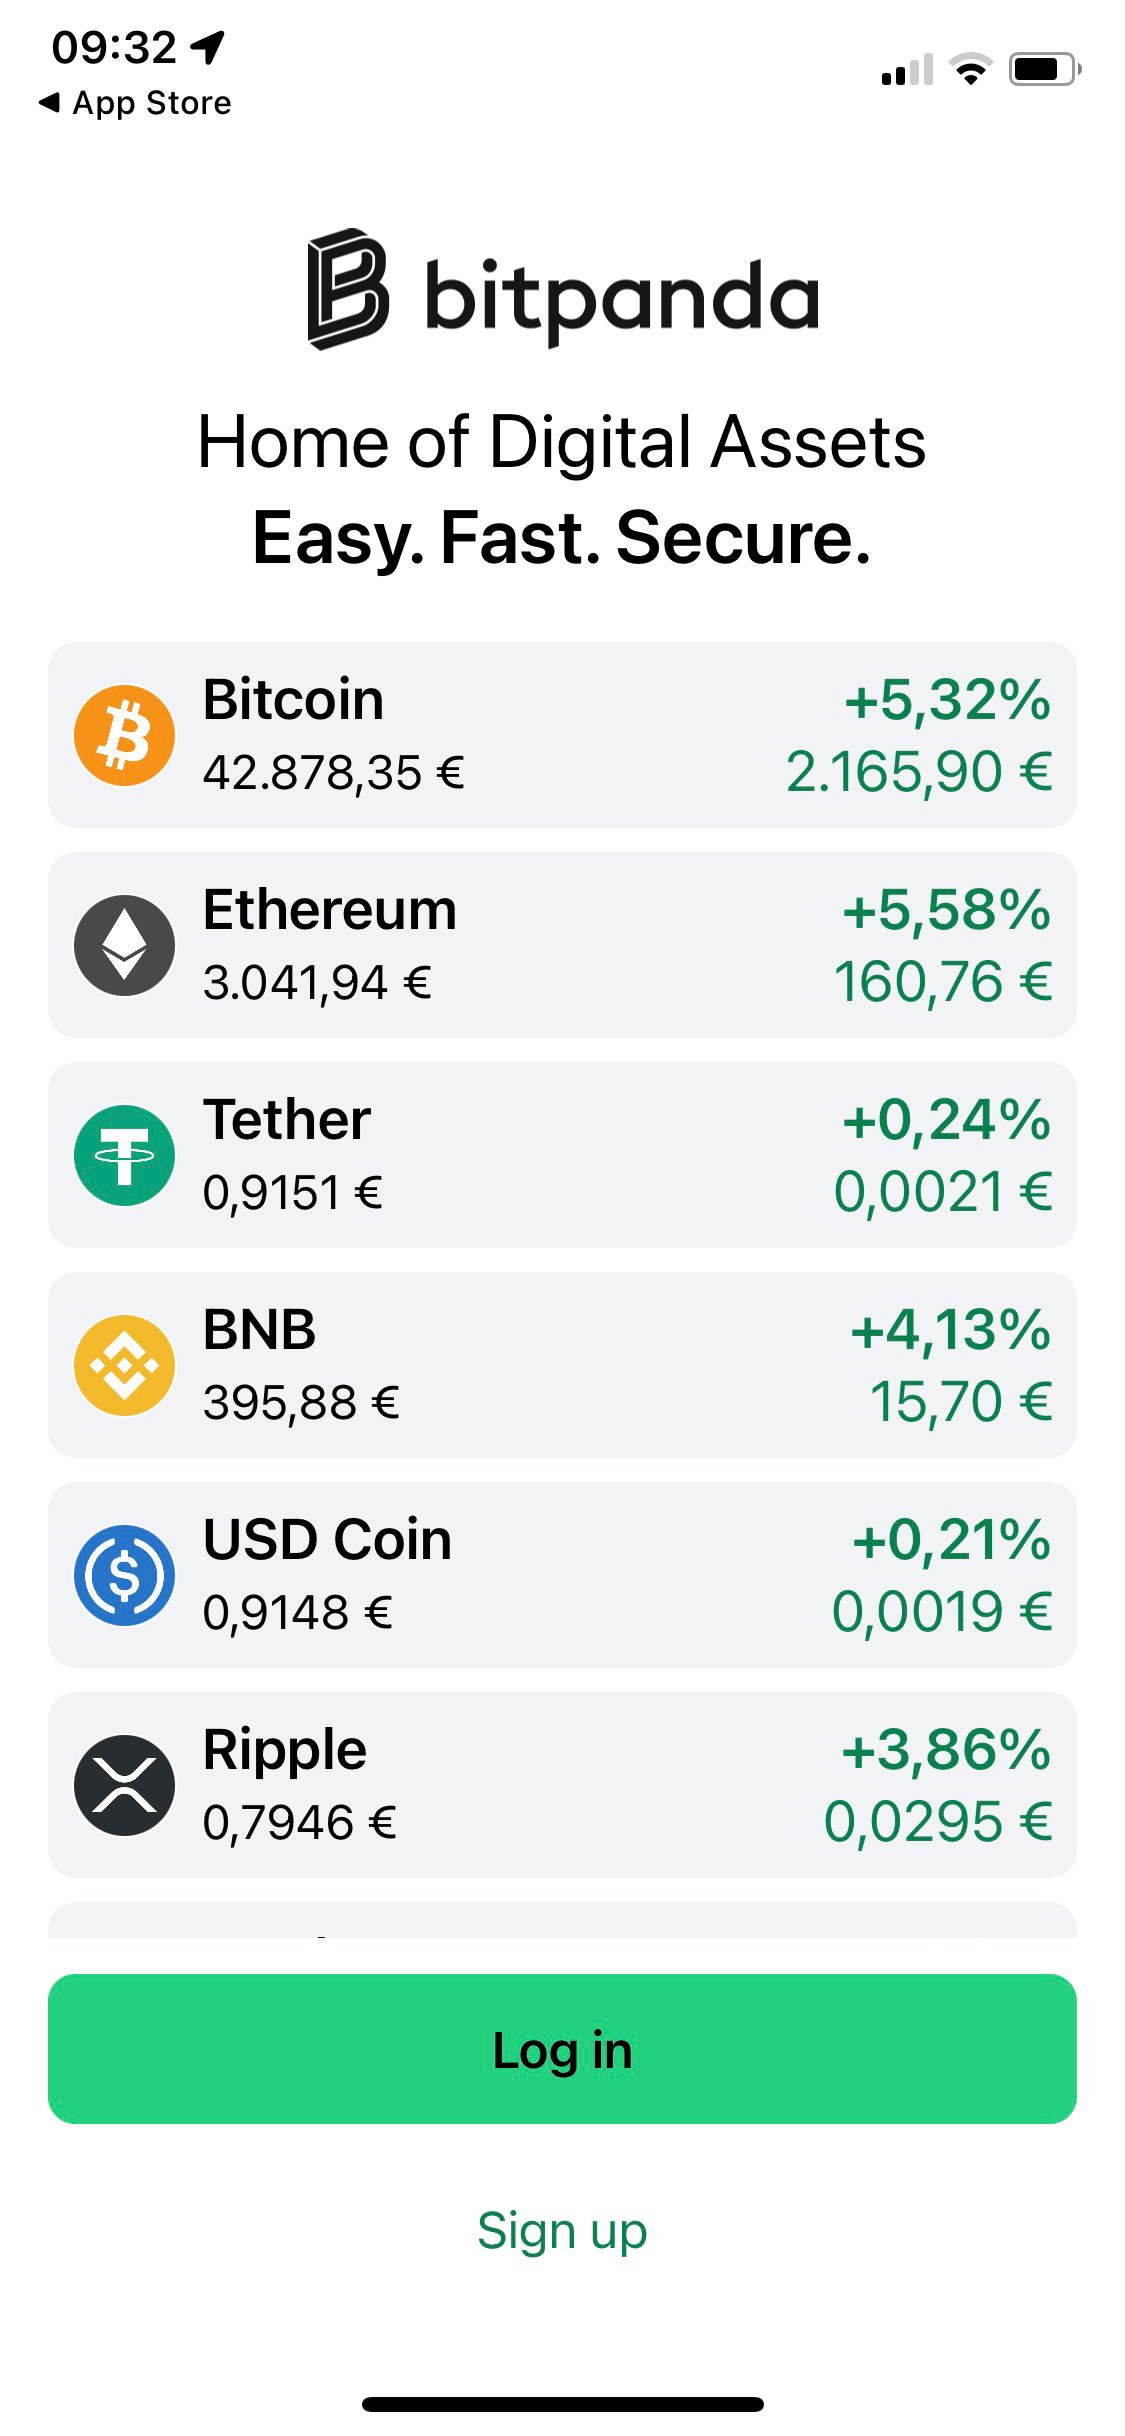 09:32
◀ App Store
bitpanda
Home of Digital Assets
Easy. Fast. Secure.
Bitcoin +5,32%
42.878,35 € 2.165,90 €
Ethereum +5,58%
3.041,94 € 160,76 €
Tether +0,24%
0,9151 € 0,0021 €
BNB +4,13%
395,88 € 15,70 €
USD Coin +0,21%
0,9148 € 0,0019 €
Ripple +3,86%
0,7946 € 0,0295 €
Log in
Sign up